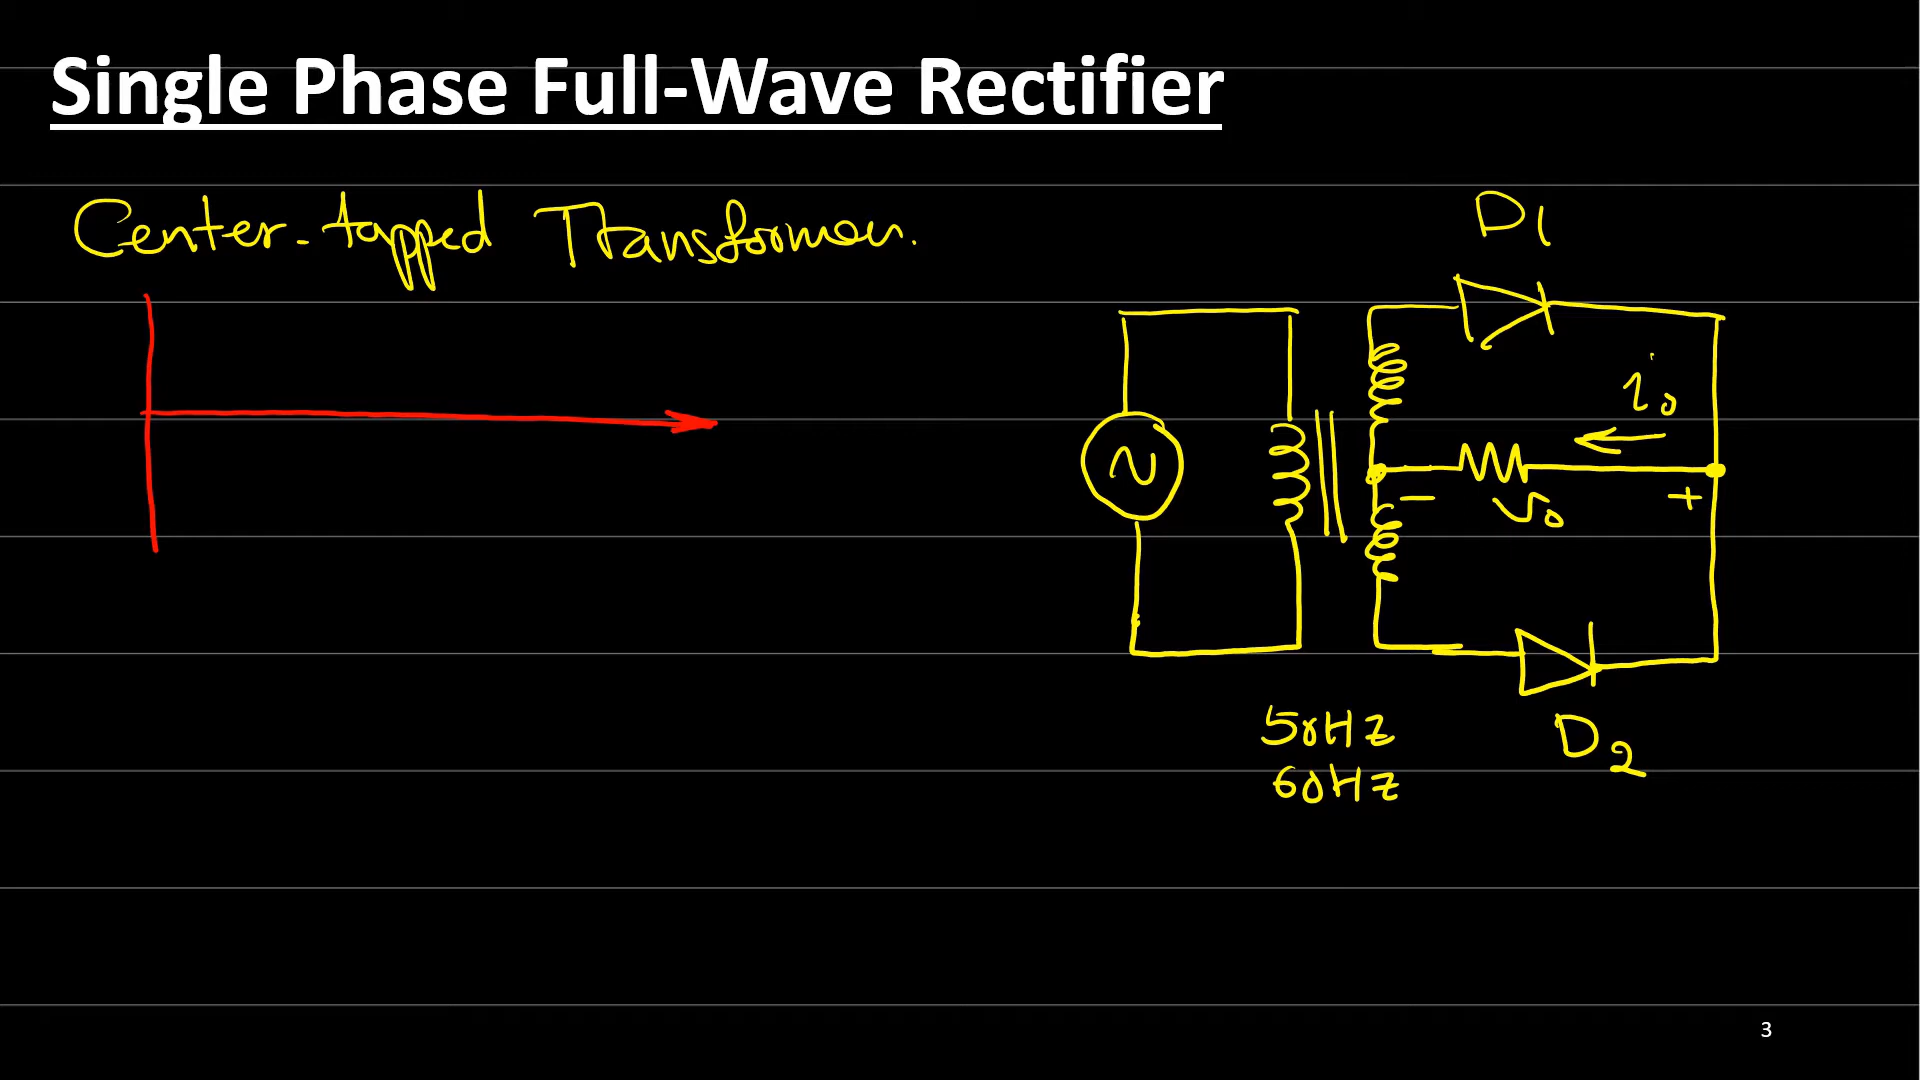 Single Phase Full-Wave Rectifier
Center-tapped Transformer.
D1
i0
− V0 +
50Hz
60Hz
D2
3